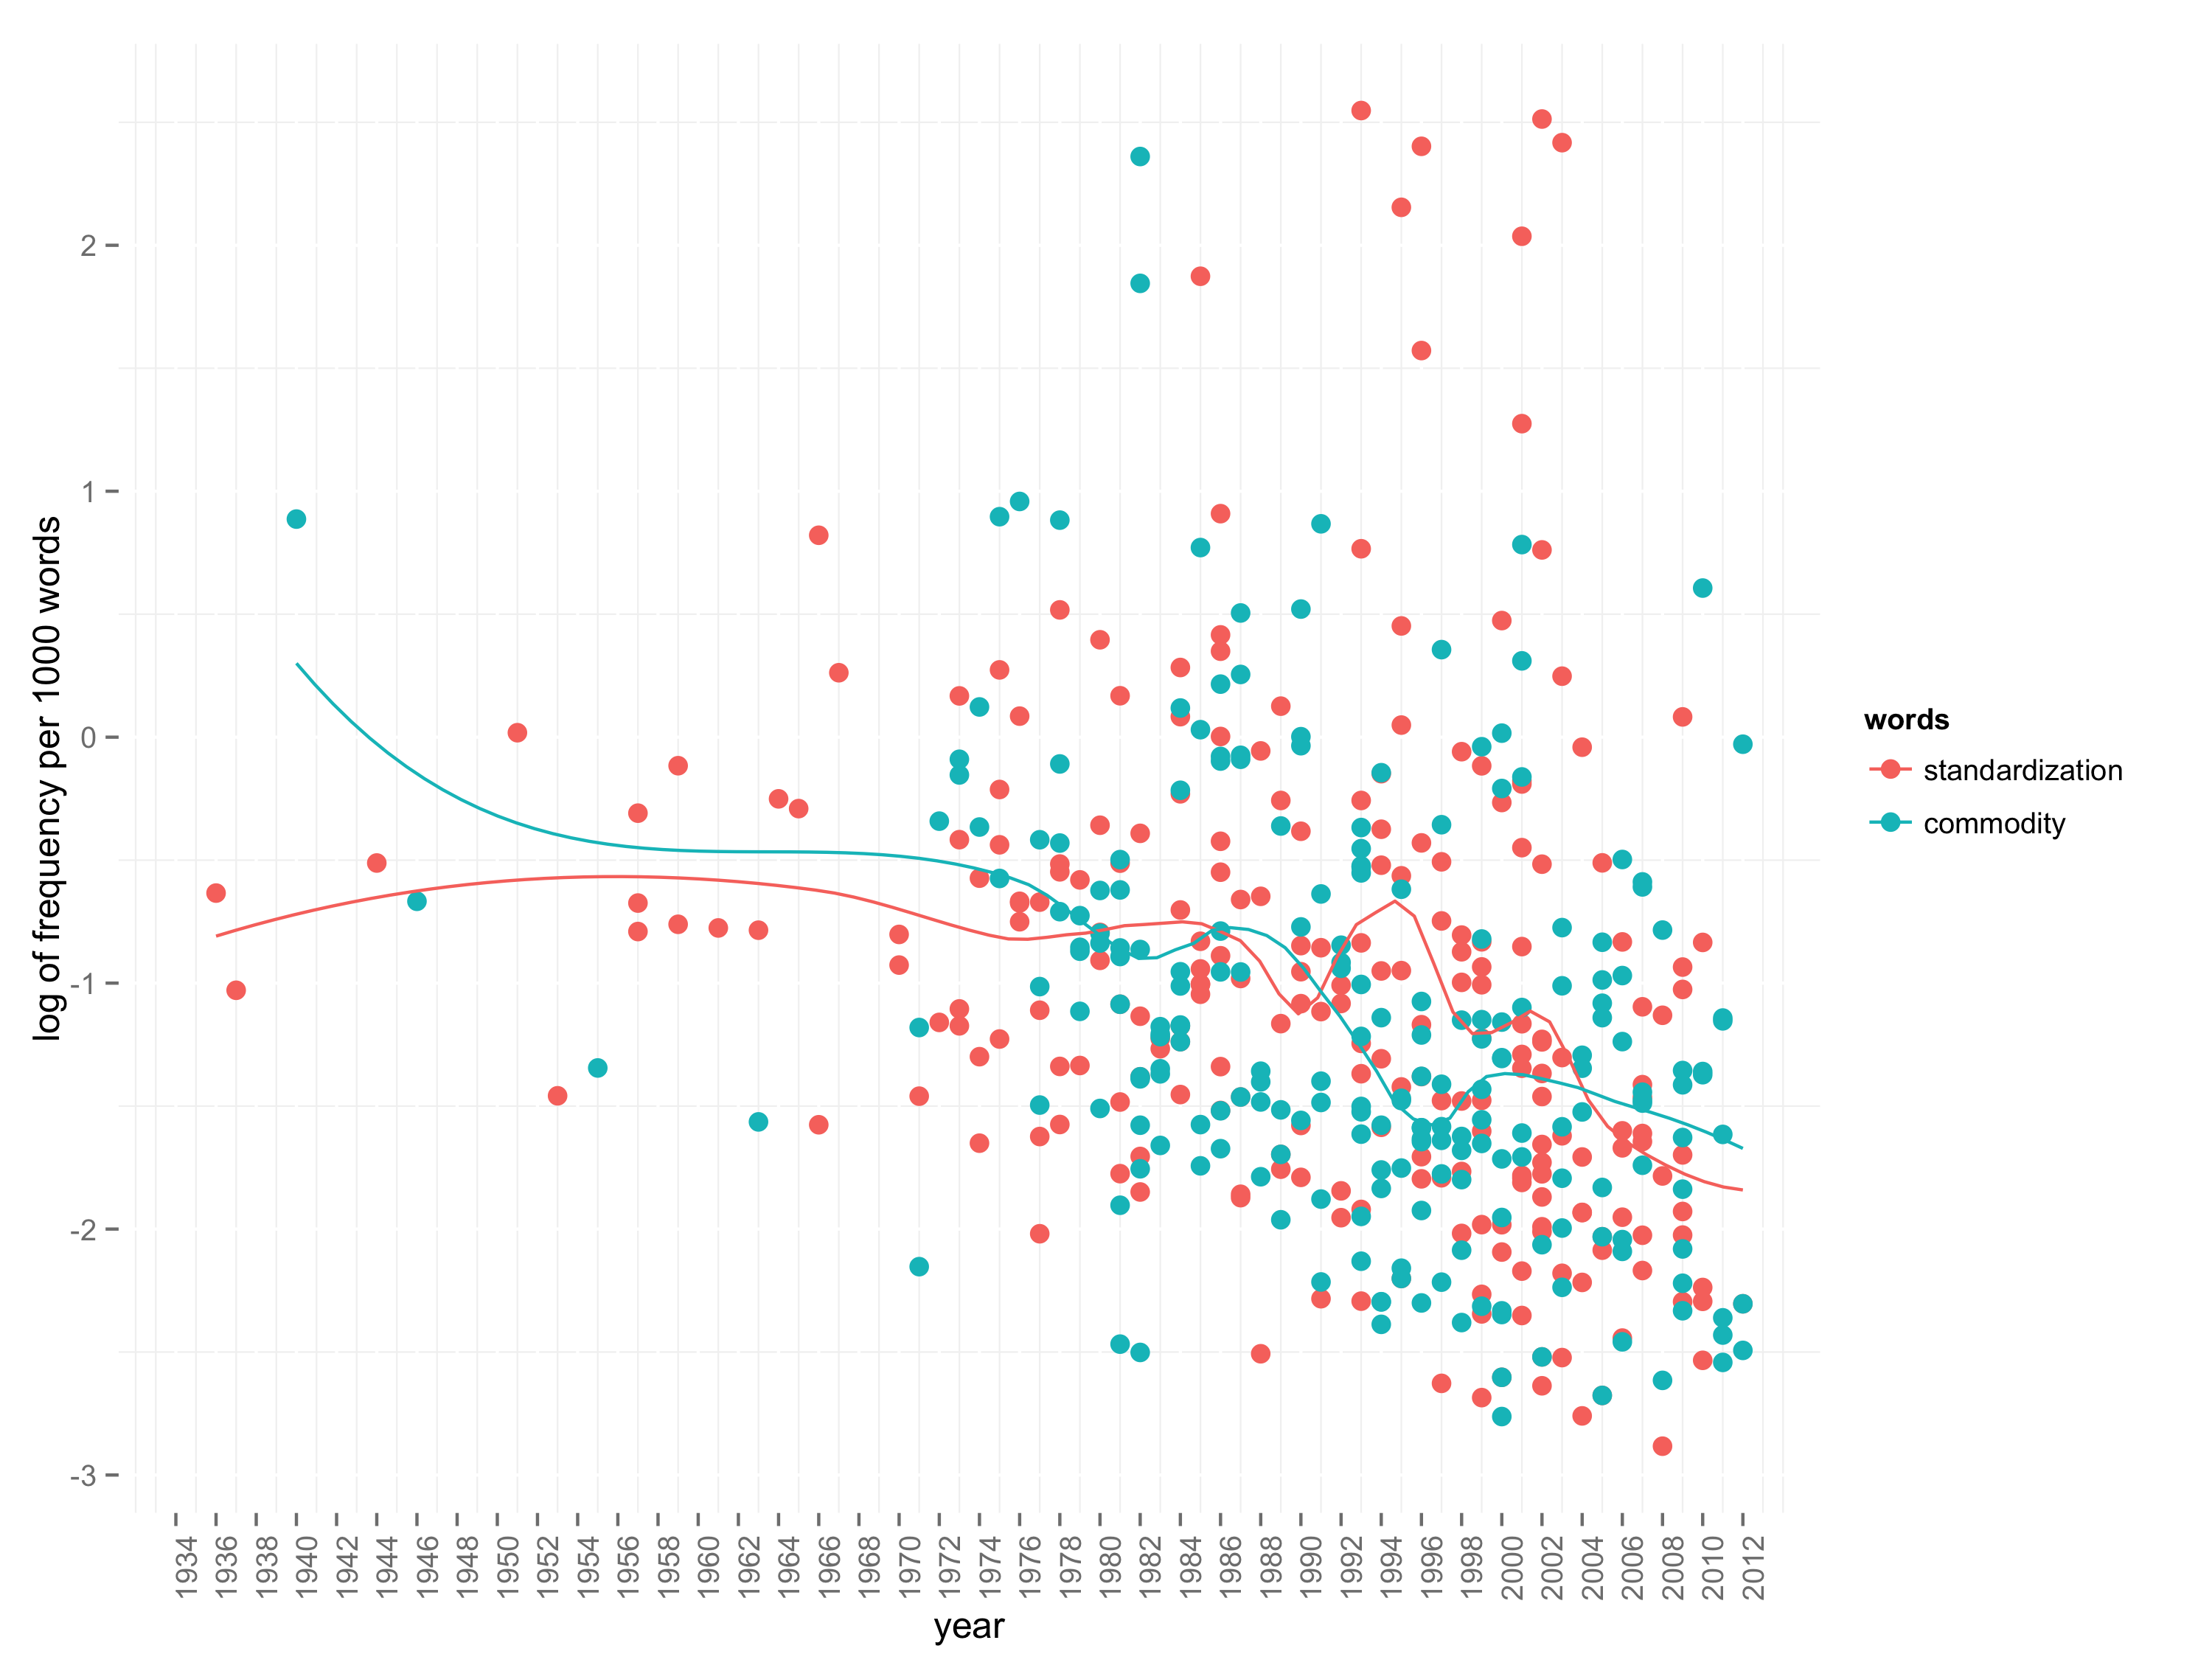 log of frequency per 1000 words
2
1
0
-1
-2
-3
1934 1936 1938 1940 1942 1944 1946 1948 1950 1952 1954 1956 1958 1960 1962 1964 1966 1968 1970 1972 1974 1976 1978 1980 1982 1984 1986 1988 1990 1992 1994 1996 1998 2000 2002 2004 2006 2008 2010 2012
year
words
standardization
commodity